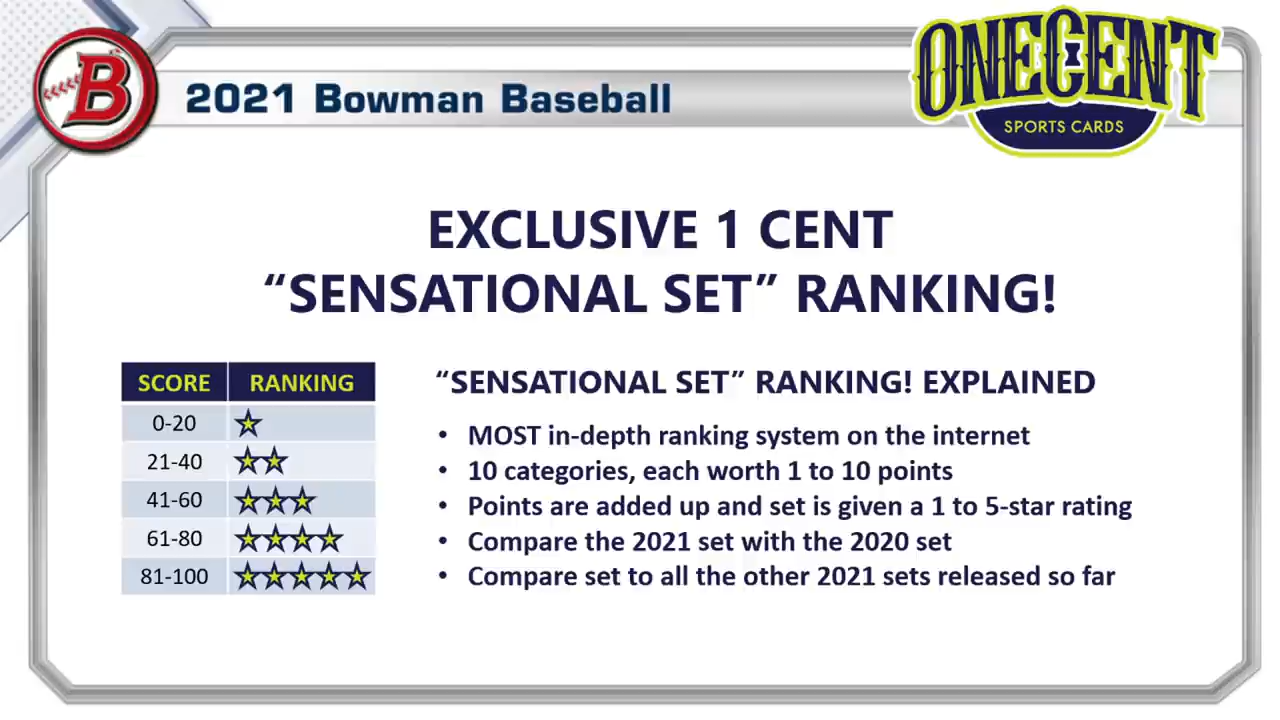 B
2021 Bowman Baseball
ONECENT
SPORTS CARDS
EXCLUSIVE 1 CENT
“SENSATIONAL SET” RANKING!
SCORE RANKING
0-20
21-40
41-60
61-80
81-100
“SENSATIONAL SET” RANKING! EXPLAINED
• MOST in-depth ranking system on the internet
• 10 categories, each worth 1 to 10 points
• Points are added up and set is given a 1 to 5-star rating
• Compare the 2021 set with the 2020 set
• Compare set to all the other 2021 sets released so far